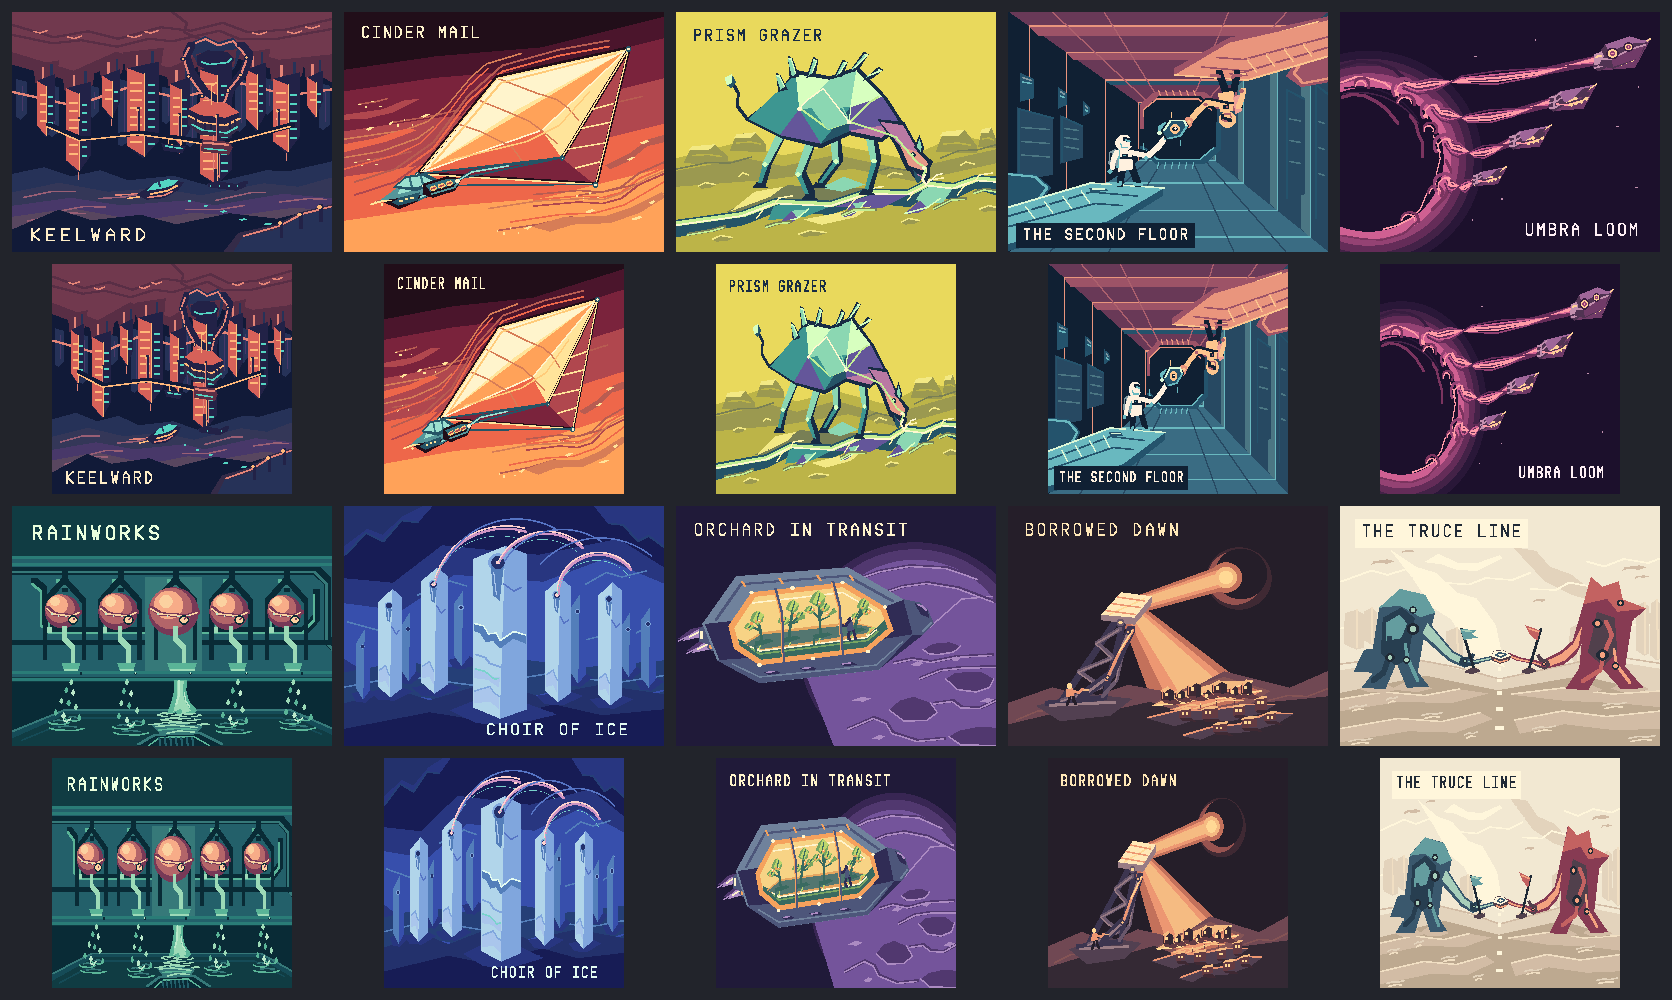 KEELWARD
CINDER MAIL
PRISM GRAZER
THE SECOND FLOOR
UMBRA LOOM
KEELWARD
CINDER MAIL
PRISM GRAZER
THE SECOND FLOOR
UMBRA LOOM
RAINWORKS
CHOIR OF ICE
ORCHARD IN TRANSIT
BORROWED DAWN
THE TRUCE LINE
RAINWORKS
CHOIR OF ICE
ORCHARD IN TRANSIT
BORROWED DAWN
THE TRUCE LINE